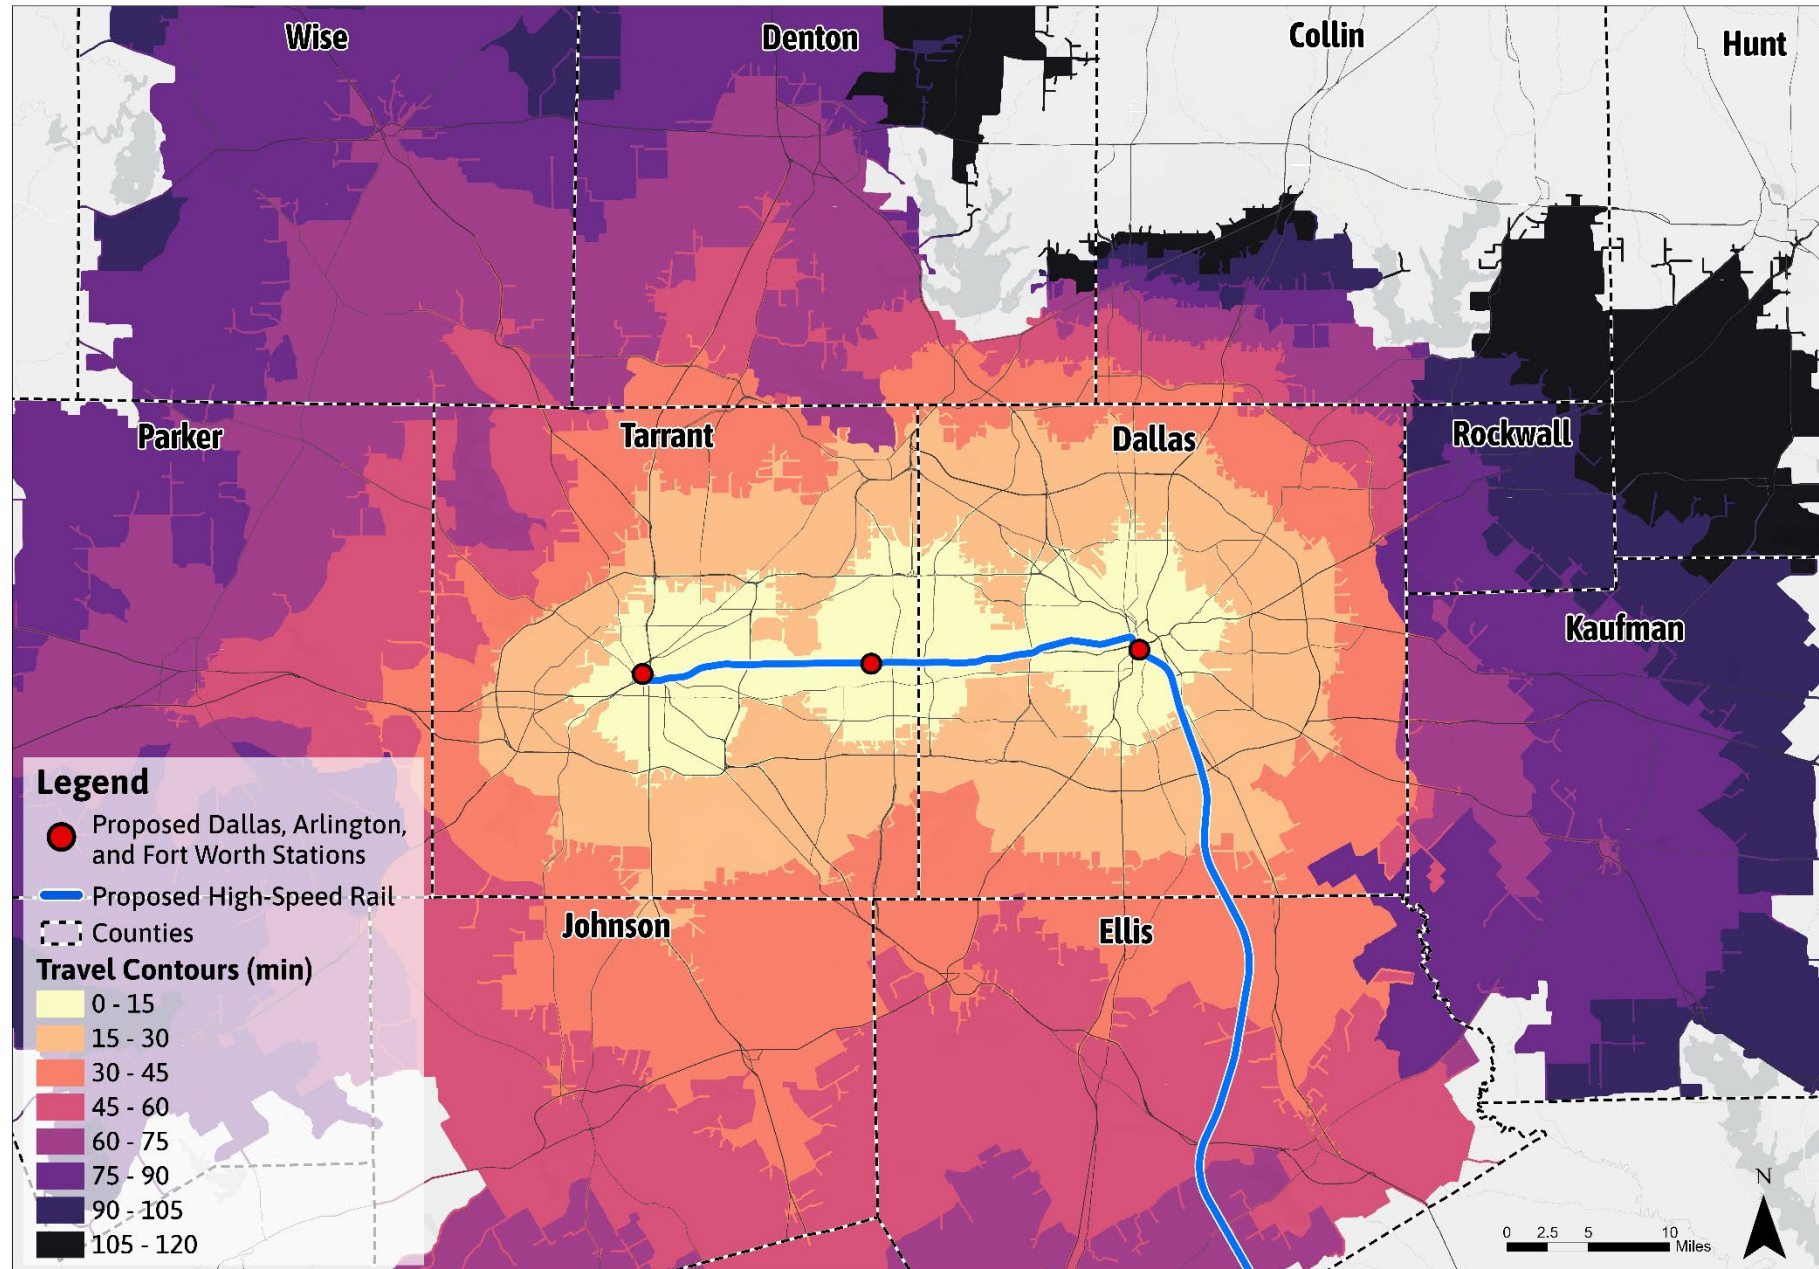 Wise
Denton
Collin
Hunt
Parker
Tarrant
Dallas
Rockwall
Kaufman
Johnson
Ellis
Legend
Proposed Dallas, Arlington,
and Fort Worth Stations
Proposed High-Speed Rail
Counties
Travel Contours (min)
0 - 15
15 - 30
30 - 45
45 - 60
60 - 75
75 - 90
90 - 105
105 - 120
N
0 2.5 5 10
Miles